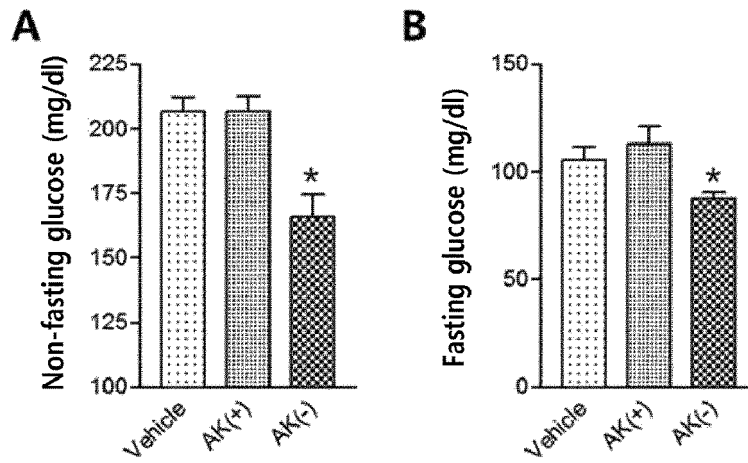 A
Non-fasting glucose (mg/dl)
225
200
175
150
125
100
*
Vehicle
AK(+)
AK(-)
B
Fasting glucose (mg/dl)
150
100
50
0
*
Vehicle
AK(+)
AK(-)